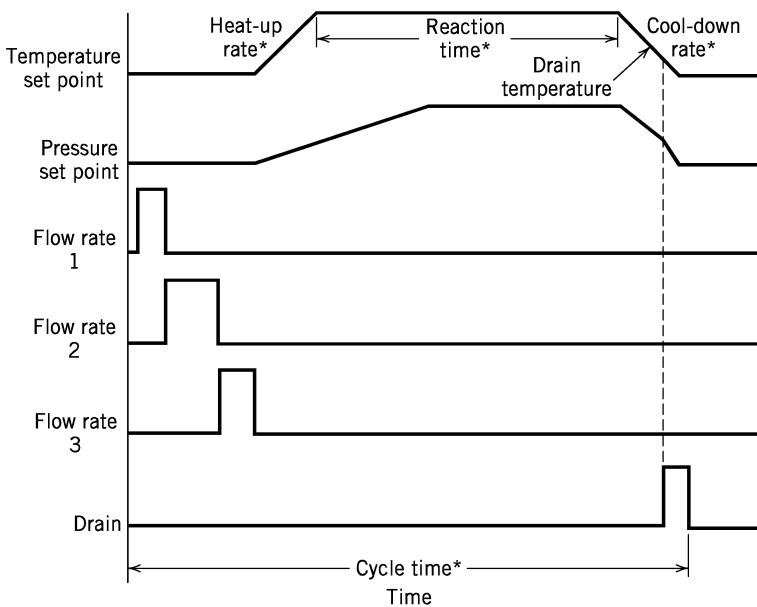 Heat-up
rate*
Reaction
time*
Cool-down
rate*
Temperature
set point
Drain
temperature
Pressure
set point
Flow rate
1
Flow rate
2
Flow rate
3
Drain
Cycle time*
Time